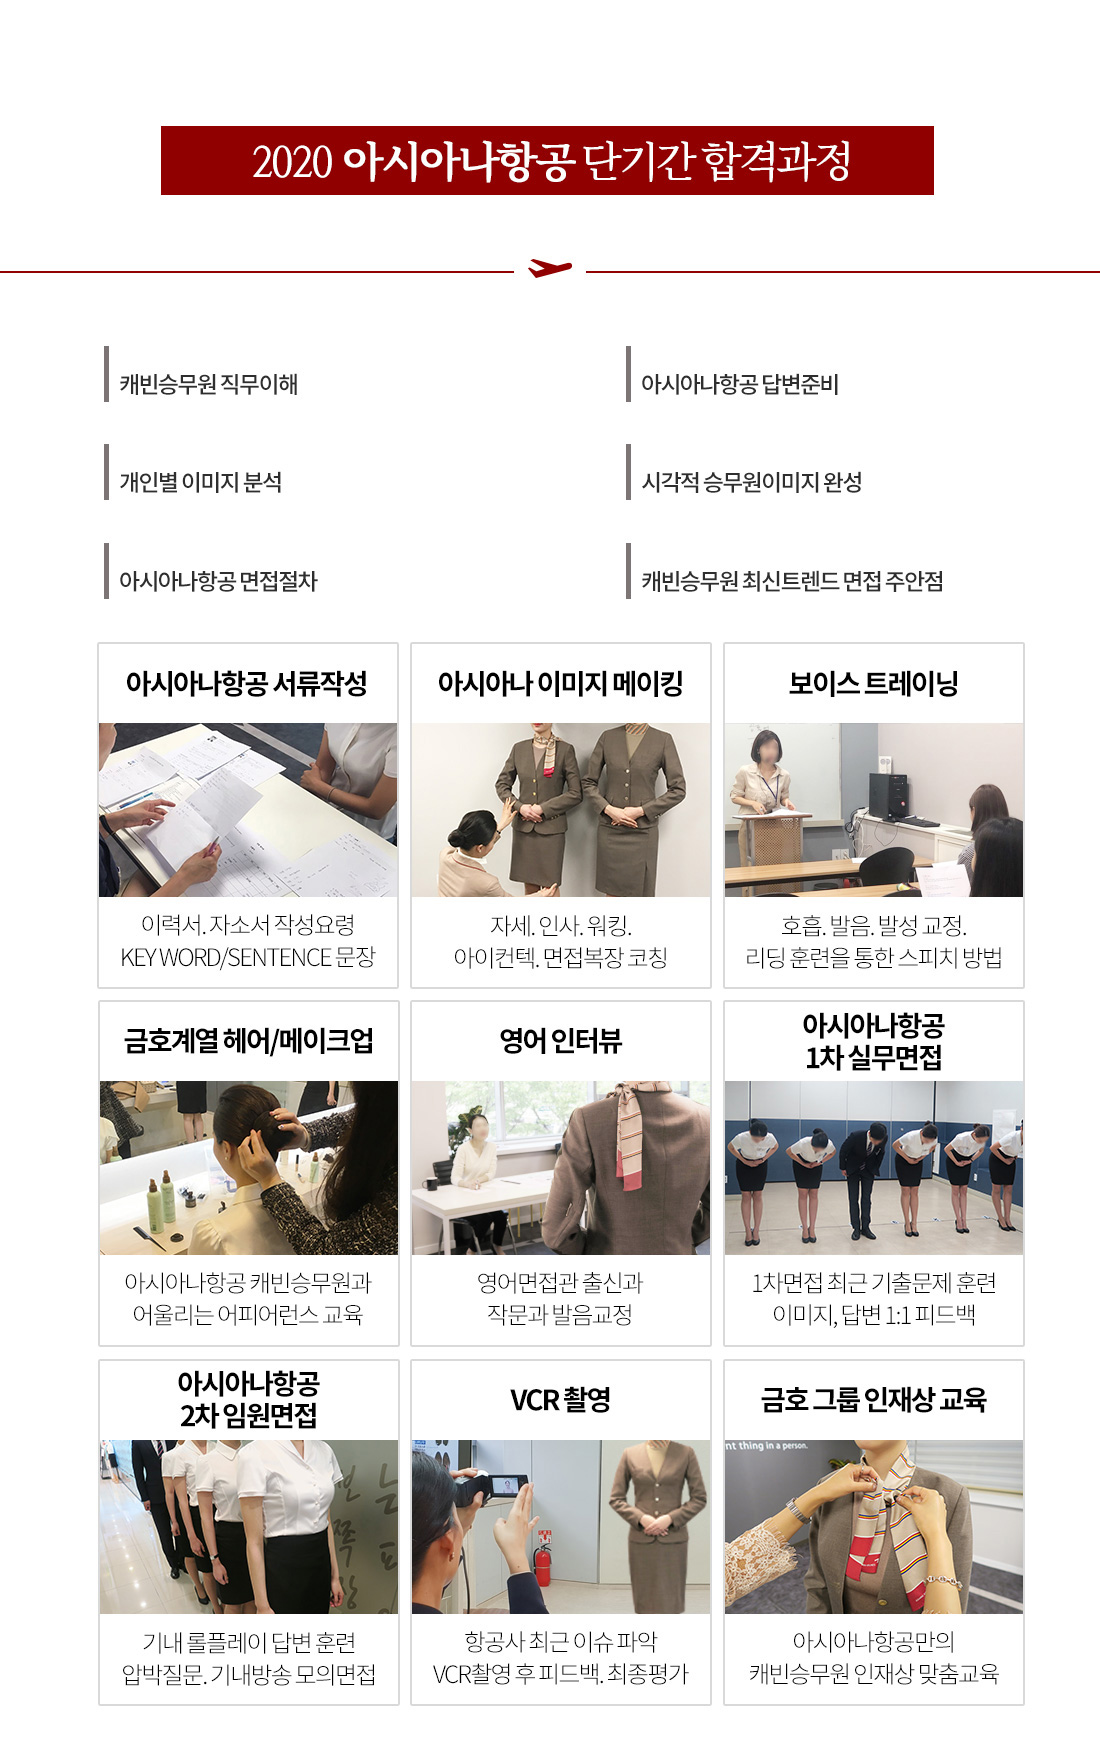 2020 아시아나항공 단기간 합격과정
캐빈승무원 직무이해
아시아나항공 답변준비
개인별 이미지 분석
시각적 승무원이미지 완성
아시아나항공 면접절차
캐빈승무원 최신트렌드 면접 주안점
아시아나항공 서류작성
이력서. 자소서 작성요령
KEY WORD/SENTENCE 문장
아시아나 이미지 메이킹
자세. 인사. 워킹.
아이컨텍. 면접복장 코칭
보이스 트레이닝
호흡. 발음. 발성 교정.
리딩 훈련을 통한 스피치 방법
금호계열 헤어/메이크업
아시아나항공 캐빈승무원과
어울리는 어피어런스 교육
영어 인터뷰
영어면접관 출신과
작문과 발음교정
아시아나항공
1차 실무면접
1차면접 최근 기출문제 훈련
이미지, 답변 1:1 피드백
아시아나항공
2차 임원면접
기내 롤플레이 답변 훈련
압박질문. 기내방송 모의면접
VCR 촬영
항공사 최근 이슈 파악
VCR촬영 후 피드백. 최종평가
금호 그룹 인재상 교육
nt thing in a person.
아시아나항공만의
캐빈승무원 인재상 맞춤교육